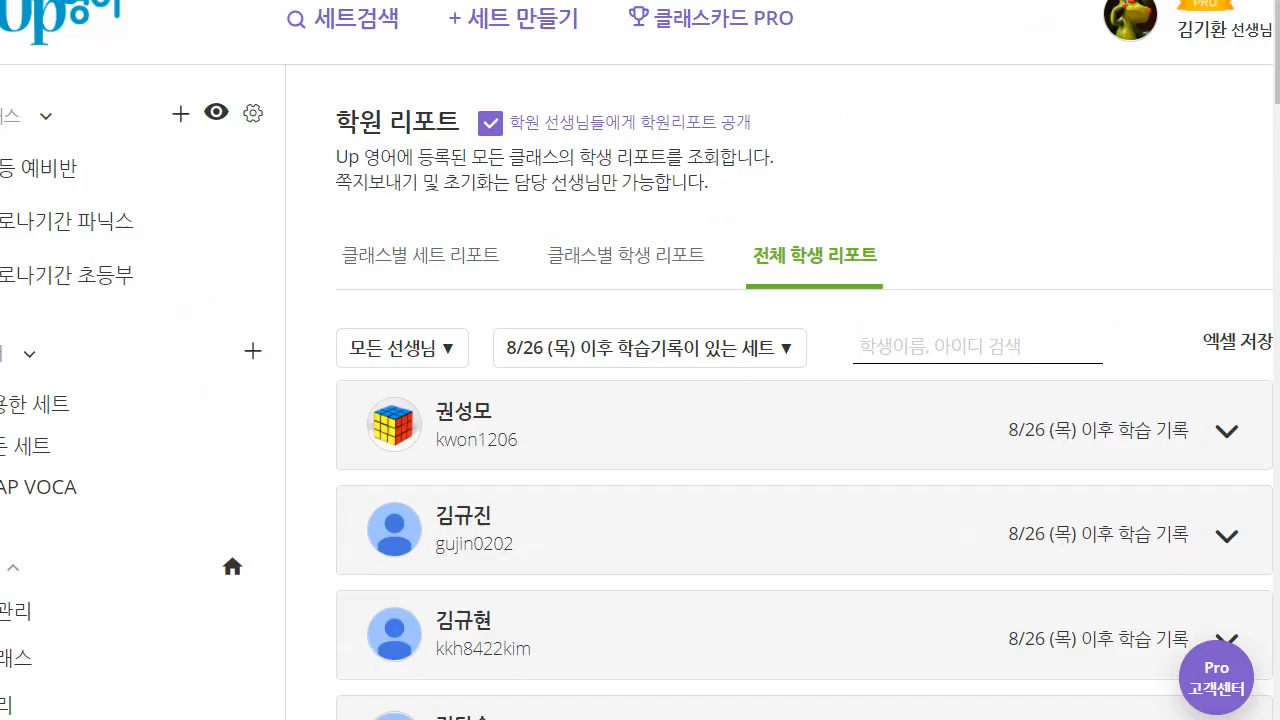 Up영어
세트검색
+ 세트 만들기
클래스카드 PRO
PRO
김기환 선생님
스
등 예비반
로나기간 파닉스
로나기간 초등부
용한 세트
든 세트
AP VOCA
관리
래스
리
학원 리포트
학원 선생님들에게 학원리포트 공개
Up 영어에 등록된 모든 클래스의 학생 리포트를 조회합니다.
쪽지보내기 및 초기화는 담당 선생님만 가능합니다.
클래스별 세트 리포트
클래스별 학생 리포트
전체 학생 리포트
모든 선생님 ▼
8/26 (목) 이후 학습기록이 있는 세트 ▼
학생이름, 아이디 검색
엑셀 저장
권성모
kwon1206
8/26 (목) 이후 학습 기록
김규진
gujin0202
8/26 (목) 이후 학습 기록
김규현
kkh8422kim
8/26 (목) 이후 학습 기록
Pro
고객센터